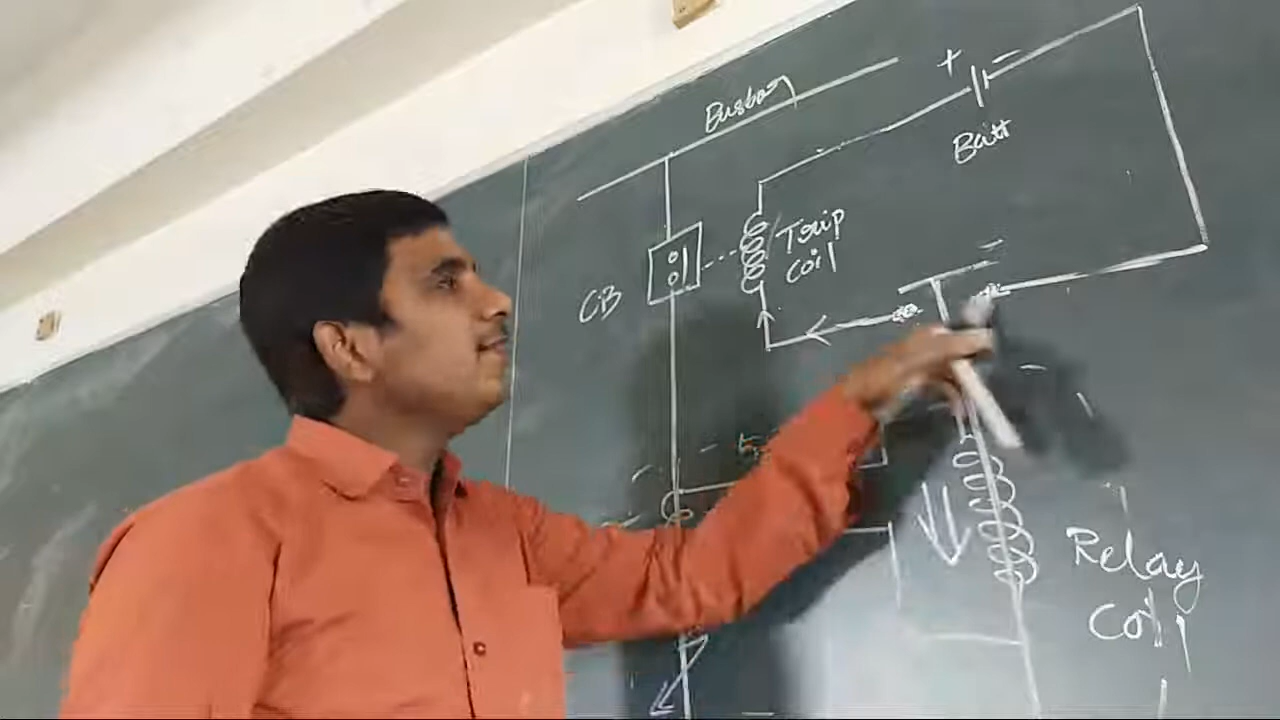 Busbar
+ -
Batt
Trip
coil
CB
Relay
Coil